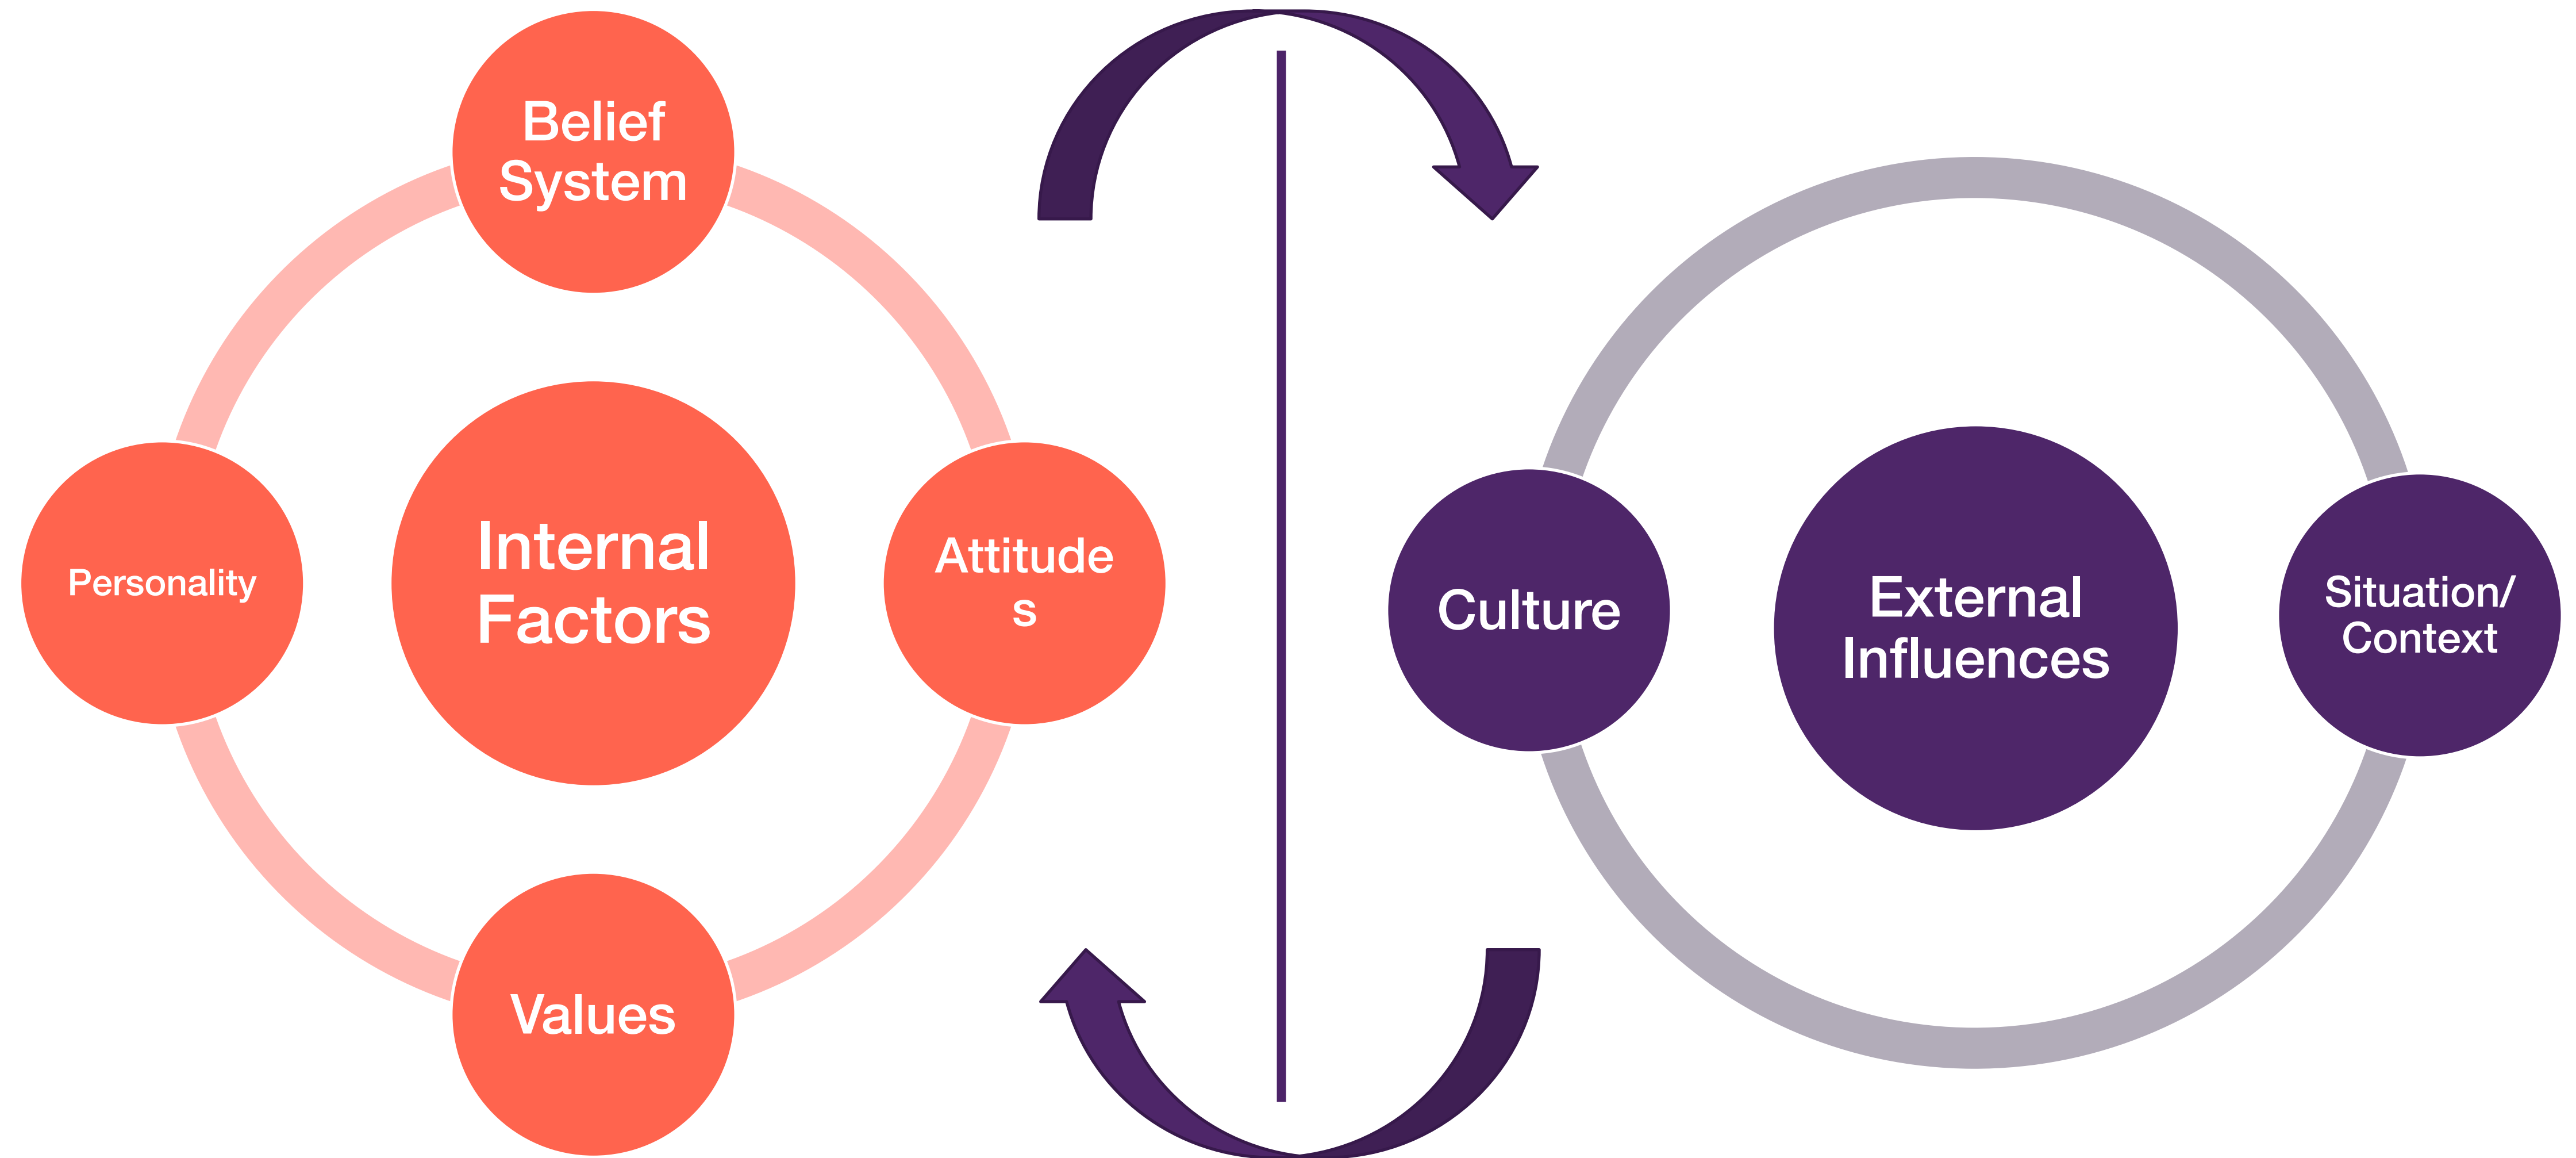 Belief
System
Personality
Internal
Factors
Attitude
s
Values
Culture
External
Influences
Situation/
Context